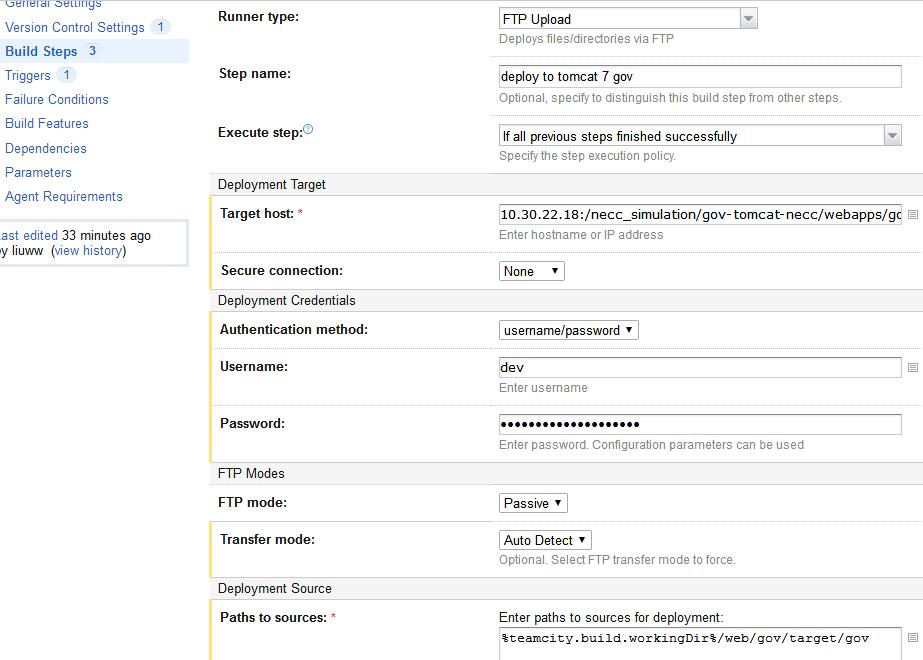 General Settings
Version Control Settings 1
Build Steps 3
Triggers 1
Failure Conditions
Build Features
Dependencies
Parameters
Agent Requirements
ast edited 33 minutes ago
y liuww (view history)
Runner type:
FTP Upload
Deploys files/directories via FTP
Step name:
deploy to tomcat 7 gov
Optional, specify to distinguish this build step from other steps.
Execute step:?
If all previous steps finished successfully
Specify the step execution policy.
Deployment Target
Target host: *
10.30.22.18:/necc_simulation/gov-tomcat-necc/webapps/go
Enter hostname or IP address
Secure connection:
None
Deployment Credentials
Authentication method:
username/password
Username:
dev
Enter username
Password:
••••••••••••••••••••
Enter password. Configuration parameters can be used
FTP Modes
FTP mode:
Passive
Transfer mode:
Auto Detect
Optional. Select FTP transfer mode to force.
Deployment Source
Paths to sources: *
Enter paths to sources for deployment:
%teamcity.build.workingDir%/web/gov/target/gov